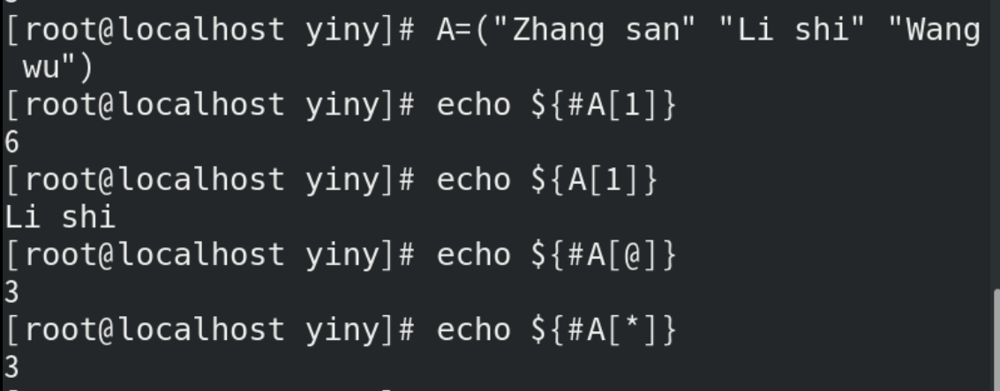 [root@localhost yiny]# A=("Zhang san" "Li shi" "Wang
 wu")
[root@localhost yiny]# echo ${#A[1]}
6
[root@localhost yiny]# echo ${A[1]}
Li shi
[root@localhost yiny]# echo ${#A[@]}
3
[root@localhost yiny]# echo ${#A[*]}
3